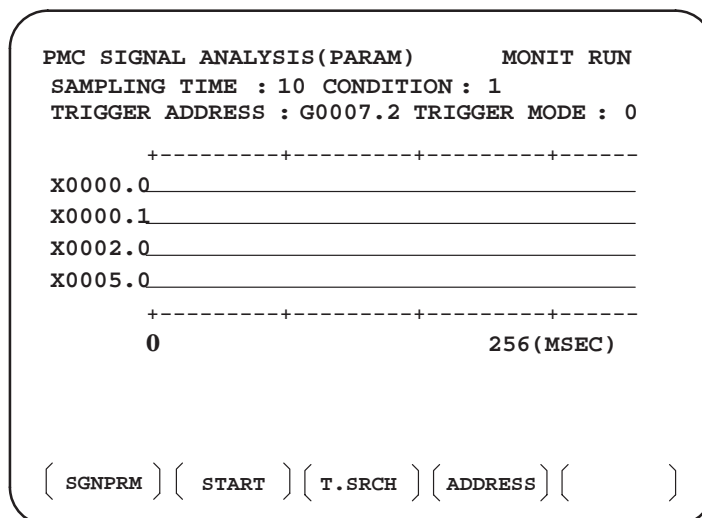 PMC SIGNAL ANALYSIS(PARAM) MONIT RUN
SAMPLING TIME : 10 CONDITION : 1
TRIGGER ADDRESS : G0007.2 TRIGGER MODE : 0
+---------+---------+---------+------
X0000.0
X0000.1
X0002.0
X0005.0
+---------+---------+---------+------
0 256(MSEC)
SGNPRM START T.SRCH ADDRESS